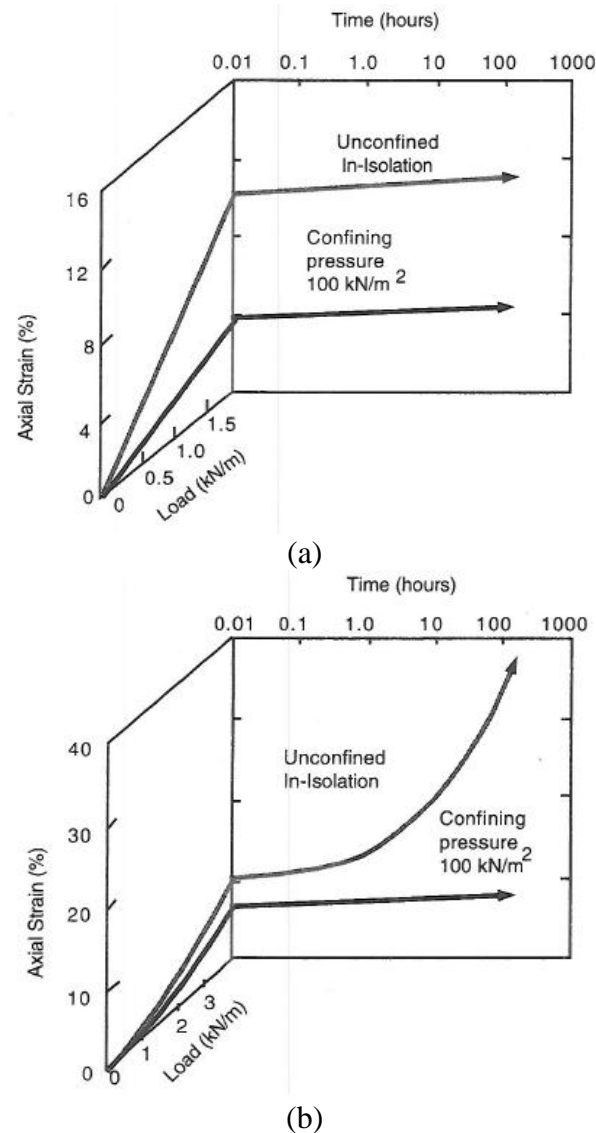 Time (hours)
0.01 0.1 1.0 10 100 1000
Unconfined
In-Isolation
Confining
pressure
100 kN/m 2
16
12
8
4
0
Axial Strain (%)
0 0.5 1.0 1.5
Load (kN/m)
(a)
Time (hours)
0.01 0.1 1.0 10 100 1000
Unconfined
In-Isolation
Confining
pressure
100 kN/m2
40
30
20
10
0
Axial Strain (%)
0 1 2 3
Load (kN/m)
(b)